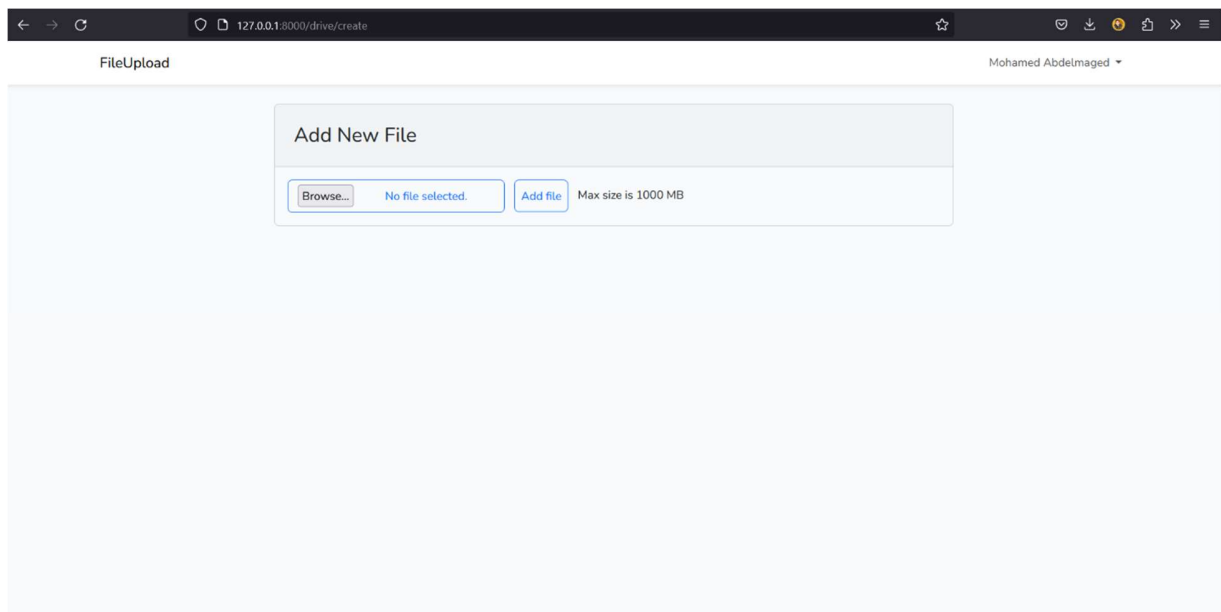 127.0.0.1:8000/drive/create
FileUpload Mohamed Abdelmaged
Add New File
Browse... No file selected. Add file Max size is 1000 MB